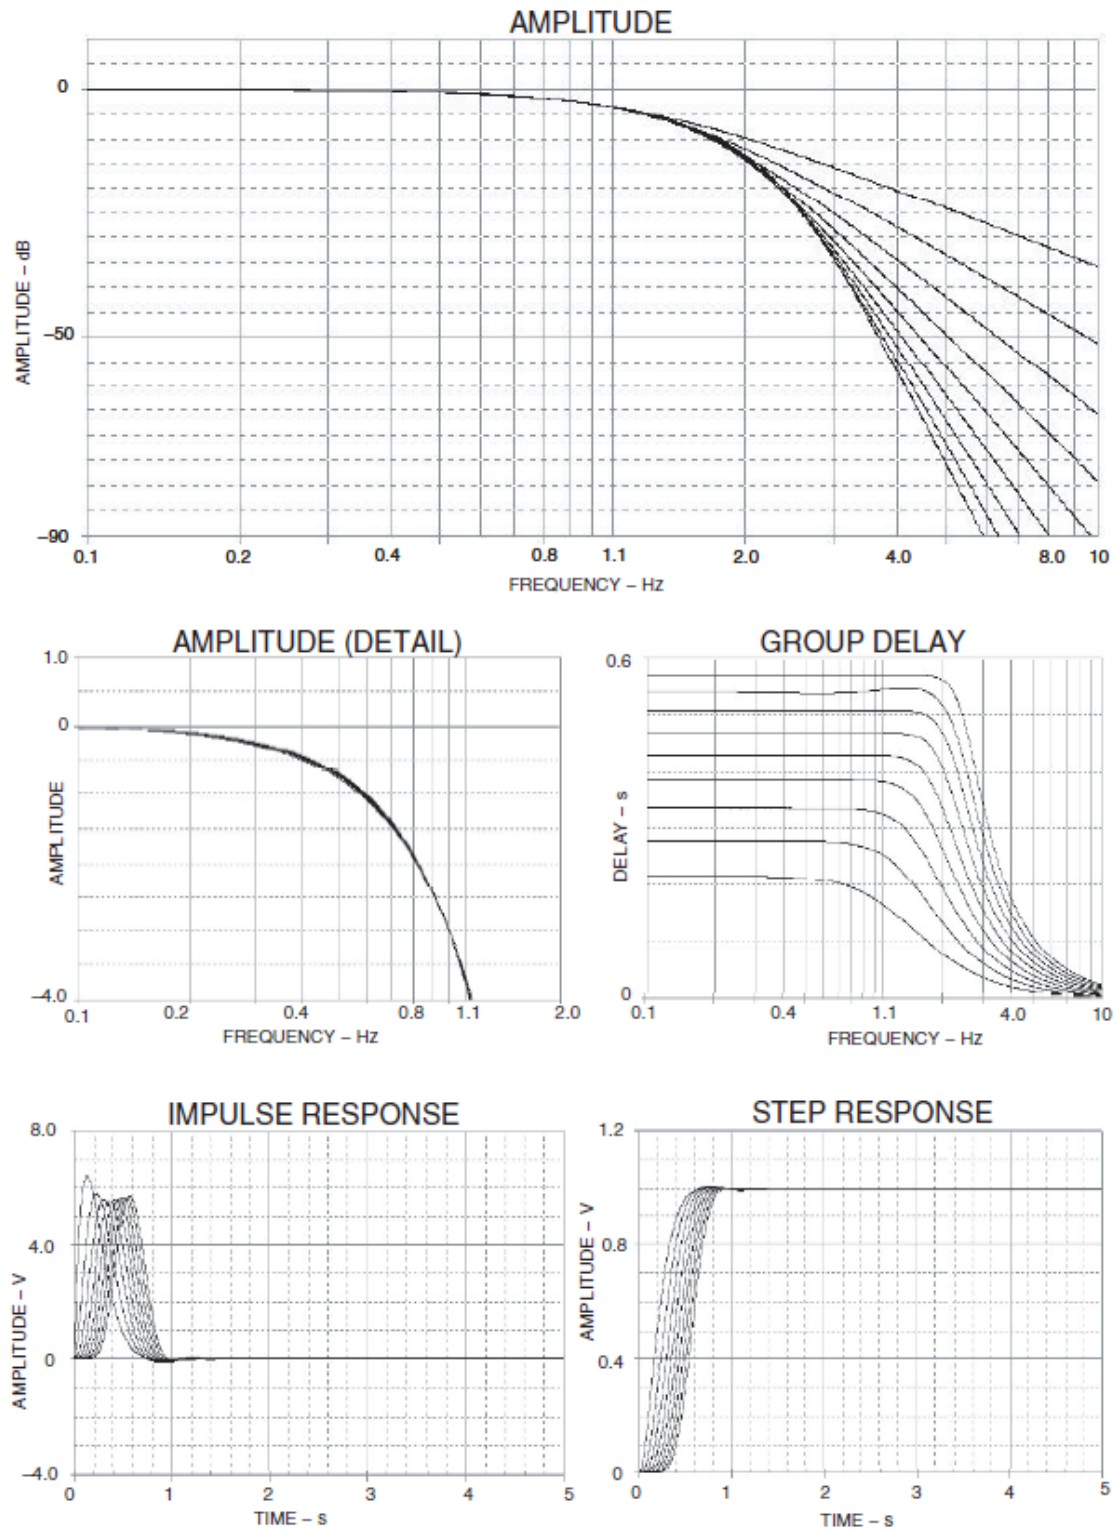 AMPLITUDE
0
−50
−90
AMPLITUDE – dB
0.1 0.2 0.4 0.8 1.1 2.0 4.0 8.0 10
FREQUENCY – Hz
AMPLITUDE (DETAIL)
1.0
0
−4.0
AMPLITUDE
0.1 0.2 0.4 0.8 1.1 2.0
FREQUENCY – Hz
GROUP DELAY
0.6
0
DELAY – s
0.1 0.4 1.1 4.0 10
FREQUENCY – Hz
IMPULSE RESPONSE
8.0
4.0
0
−4.0
AMPLITUDE – V
0 1 2 3 4 5
TIME – s
STEP RESPONSE
1.2
0.8
0.4
0
AMPLITUDE – V
0 1 2 3 4 5
TIME – s